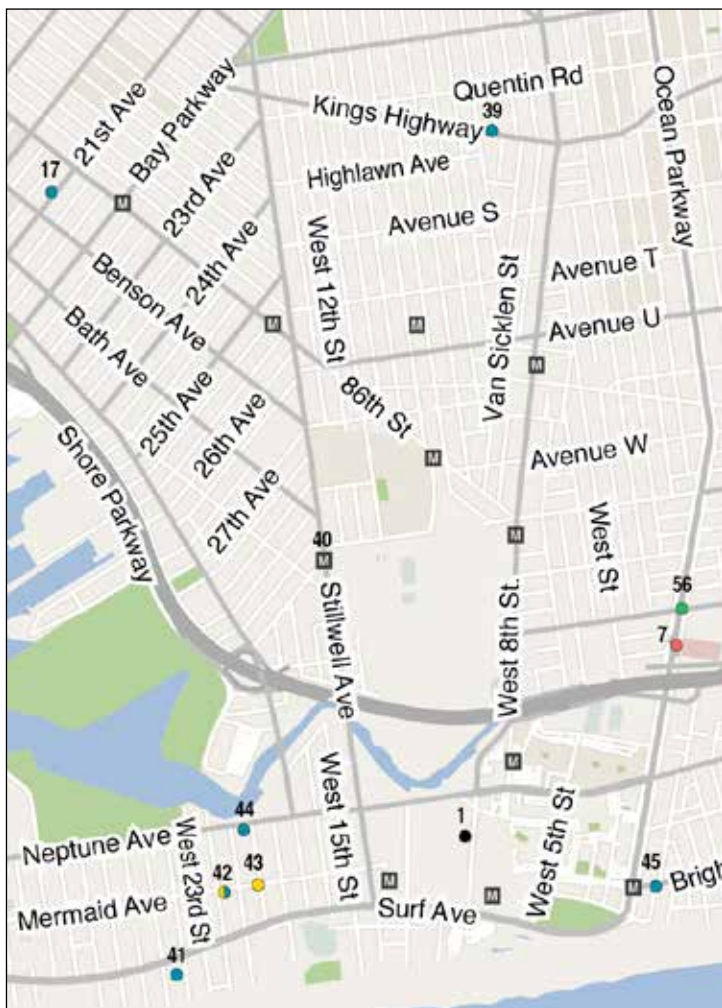 Quentin Rd
39
Kings Highway
Ocean Parkway
21st Ave
Bay Parkway
17
M
23rd Ave
Highlawn Ave
Avenue S
24th Ave
West 12th St
Avenue T
Benson Ave
Van Sicklen St
M
M
Avenue U
Bath Ave
M
86th St
25th Ave
26th Ave
Avenue W
M
Shore Parkway
27th Ave
West St
40
M
M
Stillwell Ave
56
7
West 8th St.
M
West 15th St
West 5th St
44
1
Neptune Ave
West 23rd St
42
43
45
M
M
M
Brigh
Mermaid Ave
Surf Ave
41